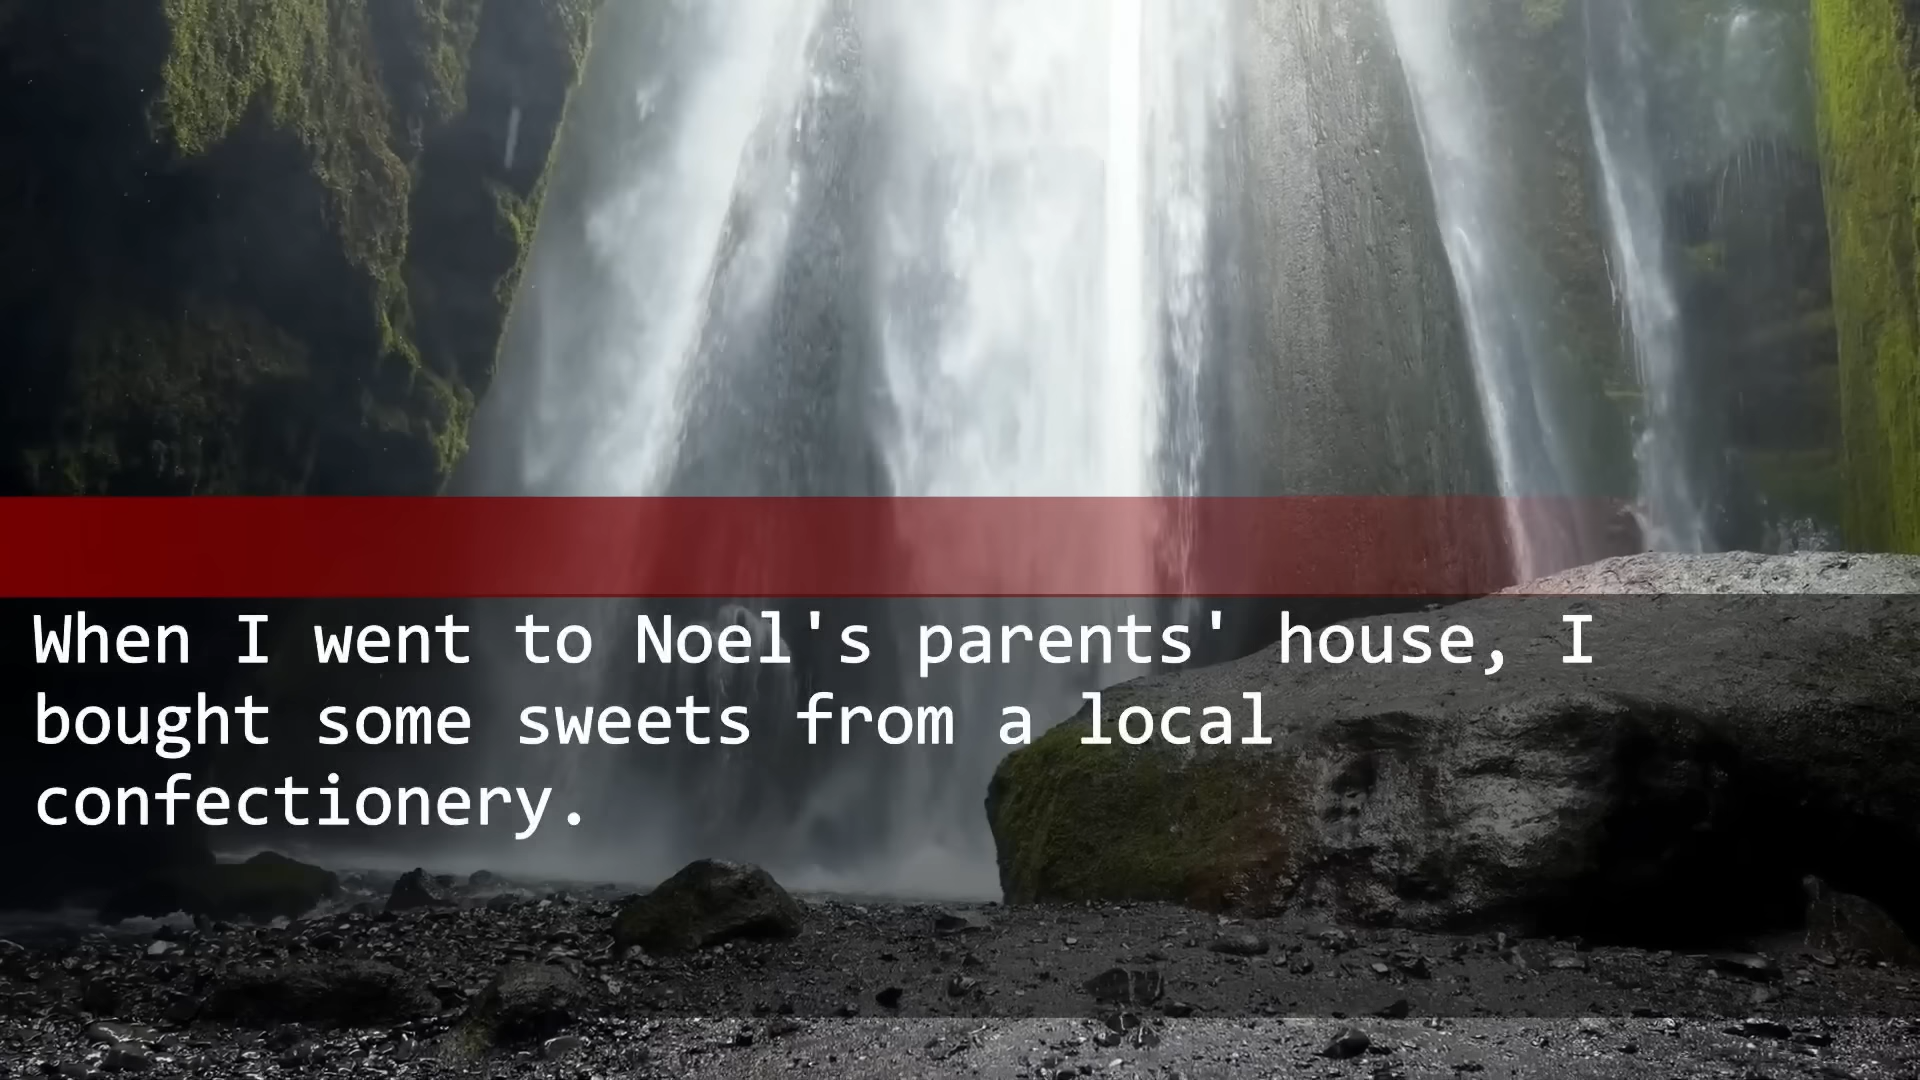 When I went to Noel's parents' house, I
bought some sweets from a local
confectionery.